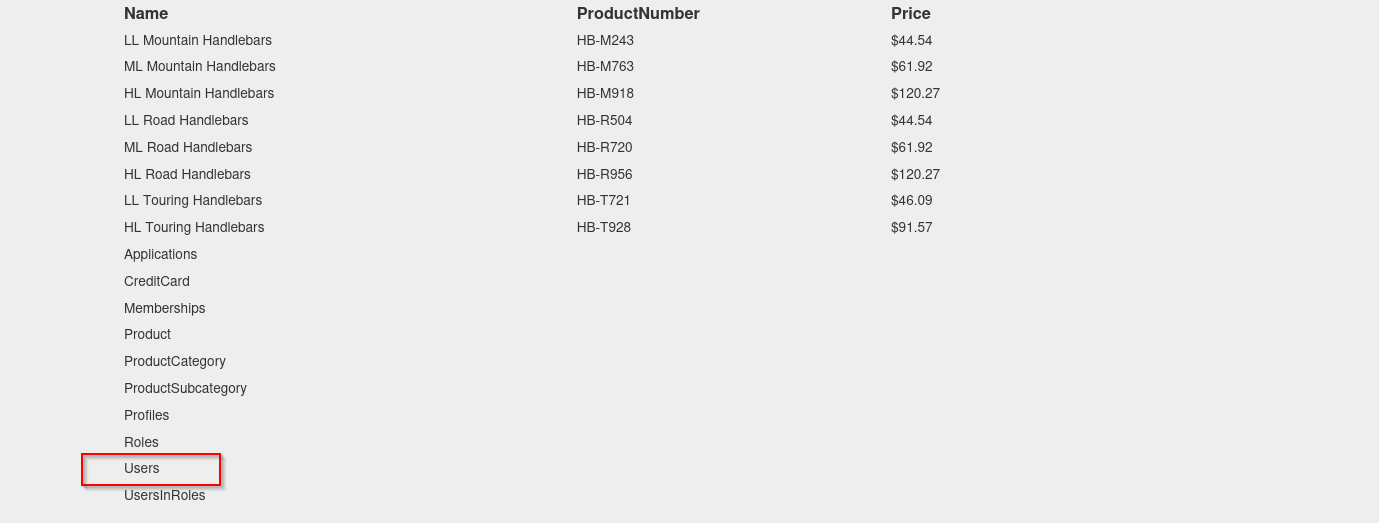 Name ProductNumber Price
LL Mountain Handlebars HB-M243 $44.54
ML Mountain Handlebars HB-M763 $61.92
HL Mountain Handlebars HB-M918 $120.27
LL Road Handlebars HB-R504 $44.54
ML Road Handlebars HB-R720 $61.92
HL Road Handlebars HB-R956 $120.27
LL Touring Handlebars HB-T721 $46.09
HL Touring Handlebars HB-T928 $91.57
Applications
CreditCard
Memberships
Product
ProductCategory
ProductSubcategory
Profiles
Roles
Users
UsersInRoles